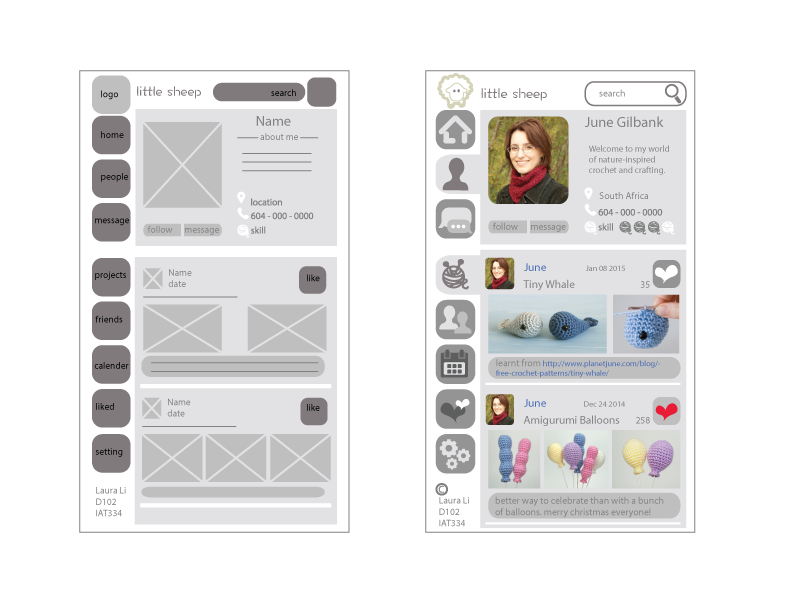 logo
little sheep
search
home
people
message
Name
about me
location
604 - 000 - 0000
skill
follow
message
projects
friends
calender
liked
setting
Name
date
like
Name
date
like
Laura Li
D102
IAT334
little sheep
search
June Gilbank
Welcome to my world
of nature-inspired
crochet and crafting.
South Africa
604 - 000 - 0000
skill
follow
message
June
Jan 08 2015
Tiny Whale
35
learnt from http://www.planetjune.com/blog/-
free-crochet-patterns/tiny-whale/
June
Dec 24 2014
Amigurumi Balloons
258
better way to celebrate than with a bunch
of balloons. merry christmas everyone!
©
Laura Li
D102
IAT334